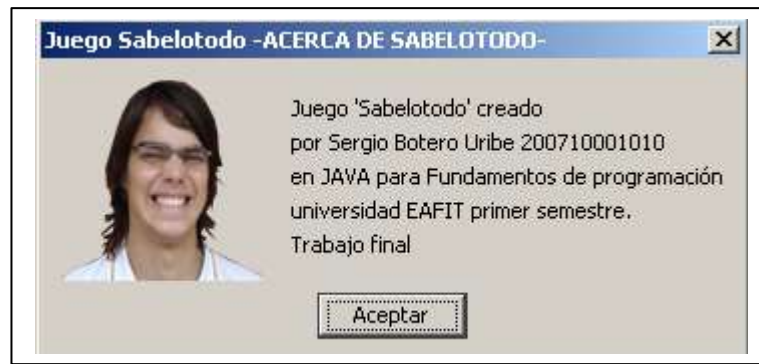 Juego Sabelotodo -ACERCA DE SABELOTODO-
Juego 'Sabelotodo' creado
por Sergio Botero Uribe 200710001010
en JAVA para Fundamentos de programación
universidad EAFIT primer semestre.
Trabajo final
Aceptar